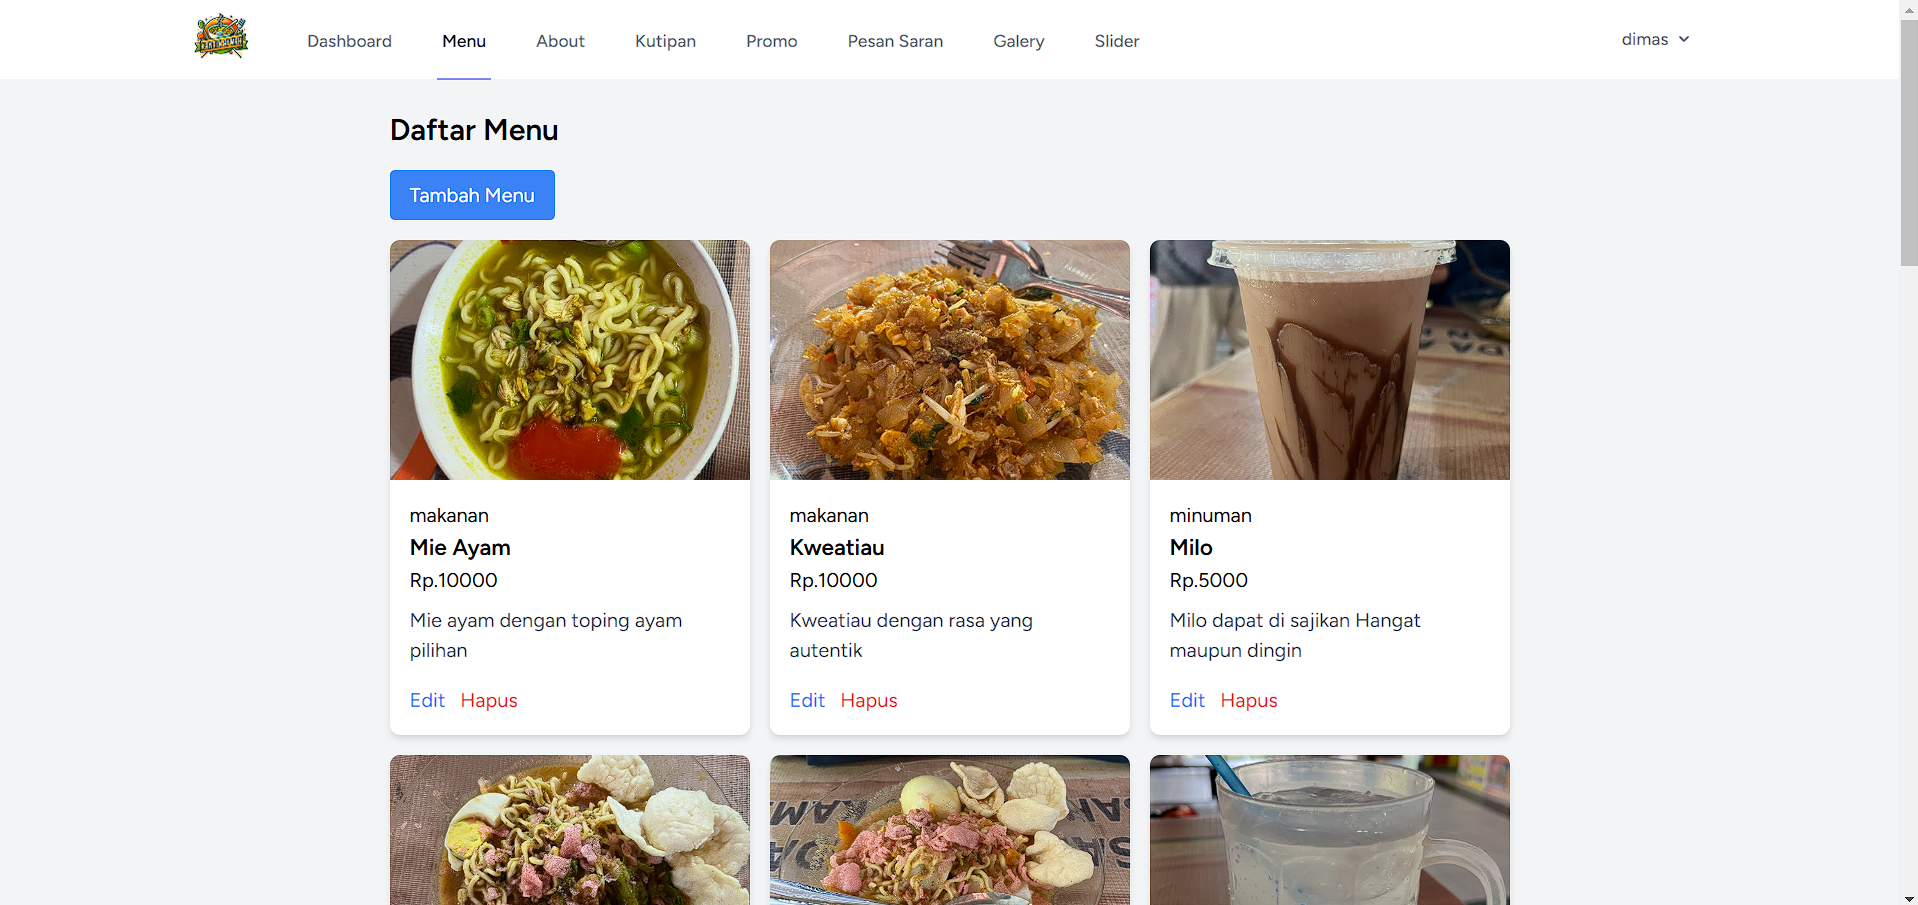 Dashboard
Menu
About
Kutipan
Promo
Pesan Saran
Galery
Slider
dimas
Daftar Menu
Tambah Menu
makanan
Mie Ayam
Rp.10000
Mie ayam dengan toping ayam
pilihan
Edit Hapus
makanan
Kweatiau
Rp.10000
Kweatiau dengan rasa yang
autentik
Edit Hapus
minuman
Milo
Rp.5000
Milo dapat di sajikan Hangat
maupun dingin
Edit Hapus